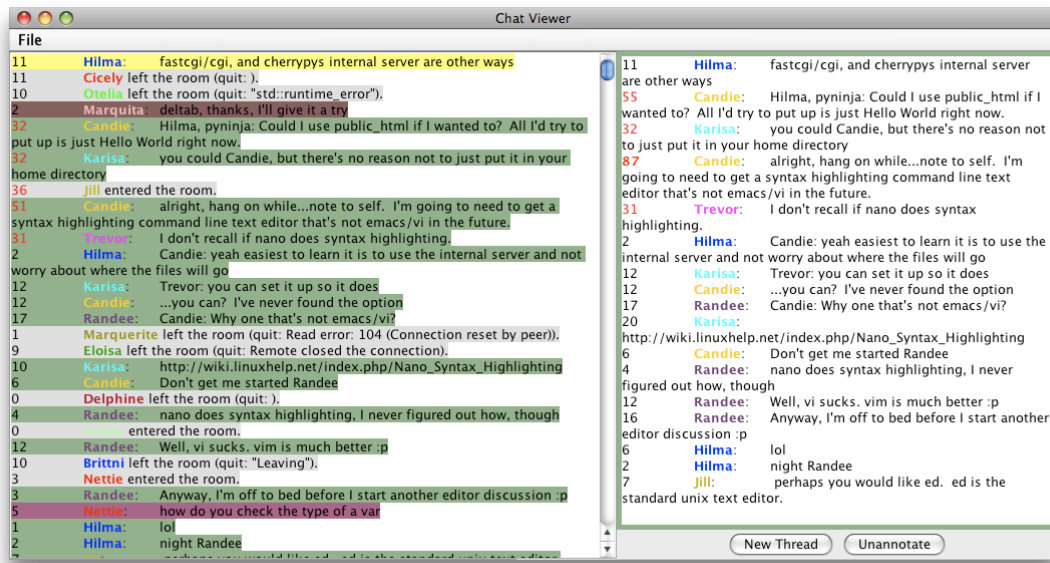 Chat Viewer
File
11 Hilma: fastcgi/cgi, and cherrypys internal server are other ways
11 Cicely left the room (quit: ).
10 Otelia left the room (quit: "std::runtime_error").
2 Marquita: deltab, thanks, I'll give it a try
32 Candie: Hilma, pyninja: Could I use public_html if I wanted to? All I'd try to
put up is just Hello World right now.
32 Karisa: you could Candie, but there's no reason not to just put it in your
home directory
36 Jill entered the room.
51 Candie: alright, hang on while...note to self. I'm going to need to get a
syntax highlighting command line text editor that's not emacs/vi in the future.
31 Trevor: I don't recall if nano does syntax highlighting.
2 Hilma: Candie: yeah easiest to learn it is to use the internal server and not
worry about where the files will go
12 Karisa: Trevor: you can set it up so it does
12 Candie: ...you can? I've never found the option
17 Randee: Candie: Why one that's not emacs/vi?
1 Marquerite left the room (quit: Read error: 104 (Connection reset by peer)).
9 Eloisa left the room (quit: Remote closed the connection).
10 Karisa: http://wiki.linuxhelp.net/index.php/Nano_Syntax_Highlighting
6 Candie: Don't get me started Randee
0 Delphine left the room (quit: ).
4 Randee: nano does syntax highlighting, I never figured out how, though
0 entered the room.
12 Randee: Well, vi sucks. vim is much better :p
10 Brittni left the room (quit: "Leaving").
3 Nettie entered the room.
3 Randee: Anyway, I'm off to bed before I start another editor discussion :p
5 Nettie: how do you check the type of a var
1 Hilma: lol
2 Hilma: night Randee
11 Hilma: fastcgi/cgi, and cherrypys internal server
are other ways
55 Candie: Hilma, pyninja: Could I use public_html if I
wanted to? All I'd try to put up is just Hello World right now.
32 Karisa: you could Candie, but there's no reason not
to just put it in your home directory
87 Candie: alright, hang on while...note to self. I'm
going to need to get a syntax highlighting command line text
editor that's not emacs/vi in the future.
31 Trevor: I don't recall if nano does syntax
highlighting.
2 Hilma: Candie: yeah easiest to learn it is to use the
internal server and not worry about where the files will go
12 Karisa: Trevor: you can set it up so it does
12 Candie: ...you can? I've never found the option
17 Randee: Candie: Why one that's not emacs/vi?
20 Karisa:
http://wiki.linuxhelp.net/index.php/Nano_Syntax_Highlighting
6 Candie: Don't get me started Randee
4 Randee: nano does syntax highlighting, I never
figured out how, though
12 Randee: Well, vi sucks. vim is much better :p
16 Randee: Anyway, I'm off to bed before I start another
editor discussion :p
6 Hilma: lol
2 Hilma: night Randee
7 Jill: perhaps you would like ed. ed is the
standard unix text editor.
New Thread
Unannotate